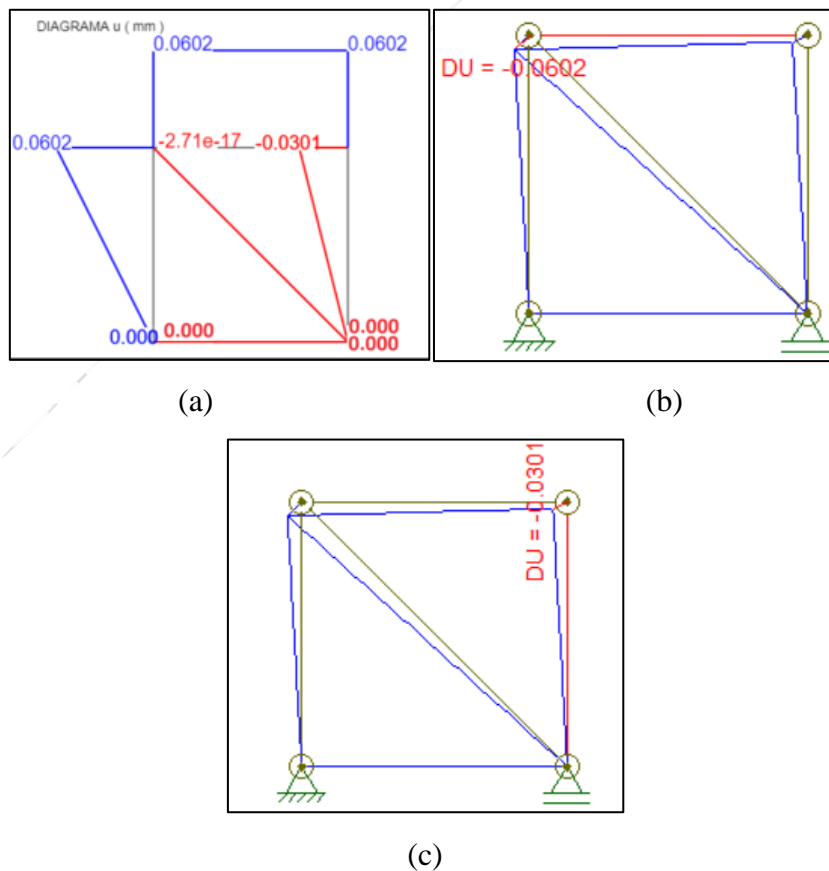 DIAGRAMA u ( mm )
0.0602
0.0602
0.0602
-2.71e-17
-0.0301
0.000
0.000
0.000
0.000
(a)
DU = -0.0602
(b)
DU = -0.0301
(c)